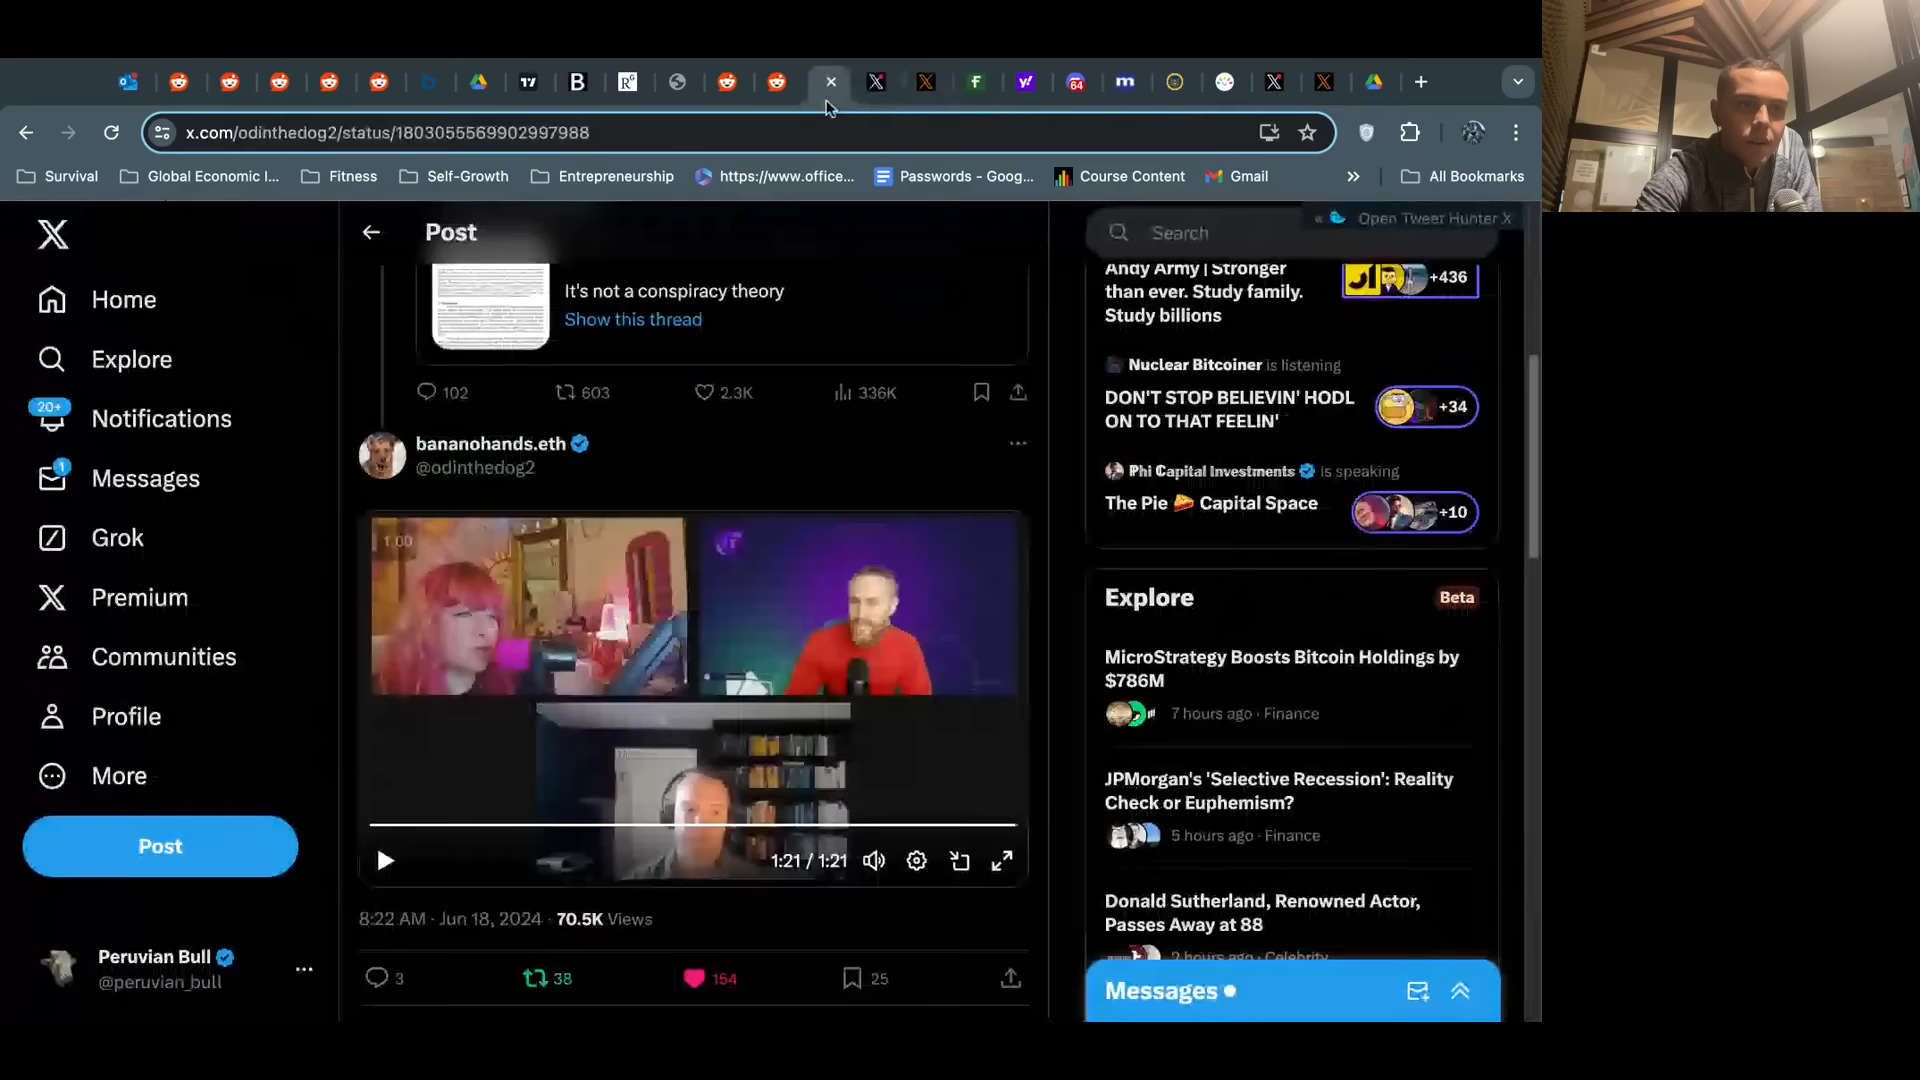 x.com/odinthedog2/status/1803055569902997988
Survival
Global Economic I...
Fitness
Self-Growth
Entrepreneurship
https://www.office...
Passwords - Goog...
Course Content
Gmail
All Bookmarks
Home
Explore
20+
Notifications
1
Messages
Grok
Premium
Communities
Profile
More
Post
Peruvian Bull
@peruvian_bull
Post
It's not a conspiracy theory
Show this thread
102
603
2.3K
336K
bananohands.eth
@odinthedog2
1:21 / 1:21
8:22 AM · Jun 18, 2024 · 70.5K Views
3
38
154
25
« Open Tweet Hunter X
Search
Andy Army | Stronger
than ever. Study family.
Study billions
+436
Nuclear Bitcoiner is listening
DON'T STOP BELIEVIN' HODL
ON TO THAT FEELIN'
+34
Phi Capital Investments is speaking
The Pie 🍰 Capital Space
+10
Explore
Beta
MicroStrategy Boosts Bitcoin Holdings by
$786M
7 hours ago · Finance
JPMorgan's 'Selective Recession': Reality
Check or Euphemism?
5 hours ago · Finance
Donald Sutherland, Renowned Actor,
Passes Away at 88
2 hours ago · Celebrity
Messages